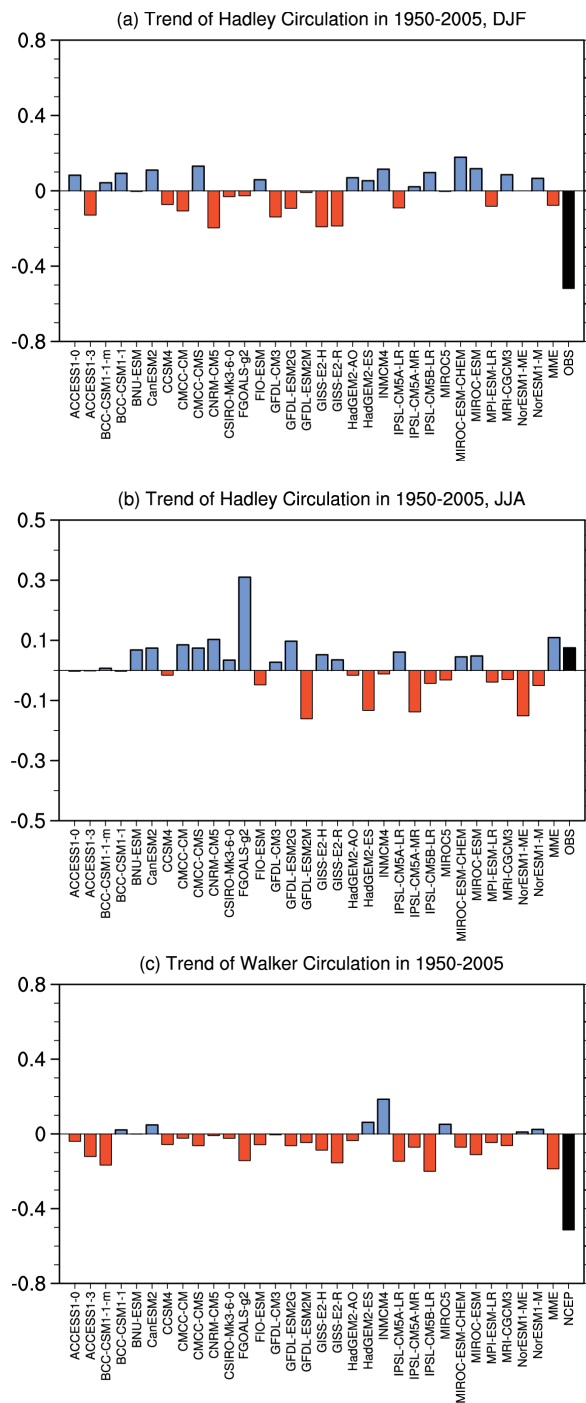 (a) Trend of Hadley Circulation in 1950-2005, DJF
0.8
0.4
0
-0.4
-0.8
ACCESS1-0
ACCESS1-3
BCC-CSM1-1-m
BCC-CSM1-1
BNU-ESM
CanESM2
CCSM4
CMCC-CM
CMCC-CMS
CNRM-CM5
CSIRO-Mk3-6-0
FGOALS-g2
FIO-ESM
GFDL-CM3
GFDL-ESM2G
GFDL-ESM2M
GISS-E2-H
GISS-E2-R
HadGEM2-AO
HadGEM2-ES
INMCM4
IPSL-CM5A-LR
IPSL-CM5A-MR
IPSL-CM5B-LR
MIROC5
MIROC-ESM-CHEM
MIROC-ESM
MPI-ESM-LR
MRI-CGCM3
NorESM1-ME
NorESM1-M
MME
OBS
(b) Trend of Hadley Circulation in 1950-2005, JJA
0.5
0.3
0.1
-0.1
-0.3
-0.5
ACCESS1-0
ACCESS1-3
BCC-CSM1-1-m
BCC-CSM1-1
BNU-ESM
CanESM2
CCSM4
CMCC-CM
CMCC-CMS
CNRM-CM5
CSIRO-Mk3-6-0
FGOALS-g2
FIO-ESM
GFDL-CM3
GFDL-ESM2G
GFDL-ESM2M
GISS-E2-H
GISS-E2-R
HadGEM2-AO
HadGEM2-ES
INMCM4
IPSL-CM5A-LR
IPSL-CM5A-MR
IPSL-CM5B-LR
MIROC5
MIROC-ESM-CHEM
MIROC-ESM
MPI-ESM-LR
MRI-CGCM3
NorESM1-ME
NorESM1-M
MME
OBS
(c) Trend of Walker Circulation in 1950-2005
0.8
0.4
0
-0.4
-0.8
ACCESS1-0
ACCESS1-3
BCC-CSM1-1-m
BCC-CSM1-1
BNU-ESM
CanESM2
CCSM4
CMCC-CM
CMCC-CMS
CNRM-CM5
CSIRO-Mk3-6-0
FGOALS-g2
FIO-ESM
GFDL-CM3
GFDL-ESM2G
GFDL-ESM2M
GISS-E2-H
GISS-E2-R
HadGEM2-AO
HadGEM2-ES
INMCM4
IPSL-CM5A-LR
IPSL-CM5A-MR
IPSL-CM5B-LR
MIROC5
MIROC-ESM-CHEM
MIROC-ESM
MPI-ESM-LR
MRI-CGCM3
NorESM1-ME
NorESM1-M
MME
NCEP